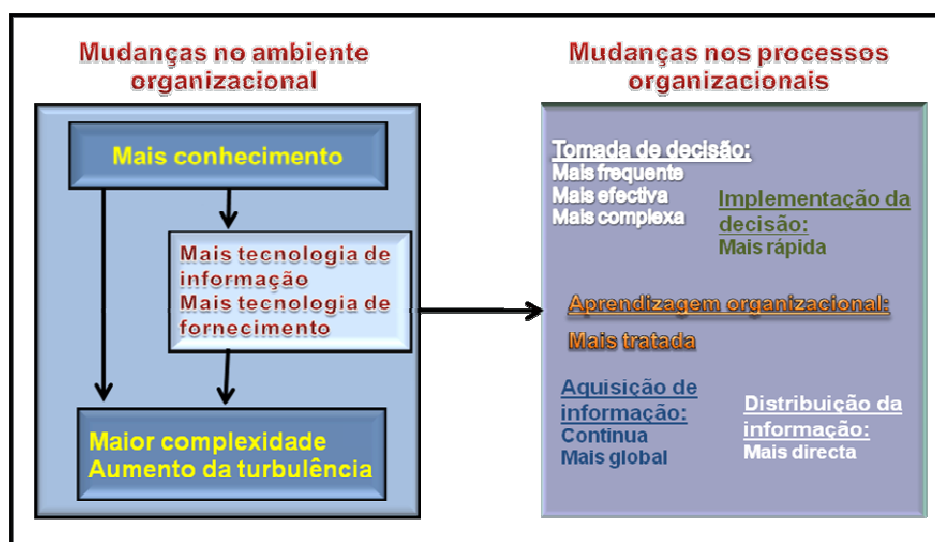 Mudanças no ambiente
organizacional
Mais conhecimento
Mais tecnologia de
informação
Mais tecnologia de
fornecimento
Maior complexidade
Aumento da turbulência
Mudanças nos processos
organizacionais
Tomada de decisão:
Mais frequente
Mais efectiva
Mais complexa
Implementação da
decisão:
Mais rápida
Aprendizagem organizacional:
Mais tratada
Aquisição de
informação:
Continua
Mais global
Distribuição da
informação:
Mais directa